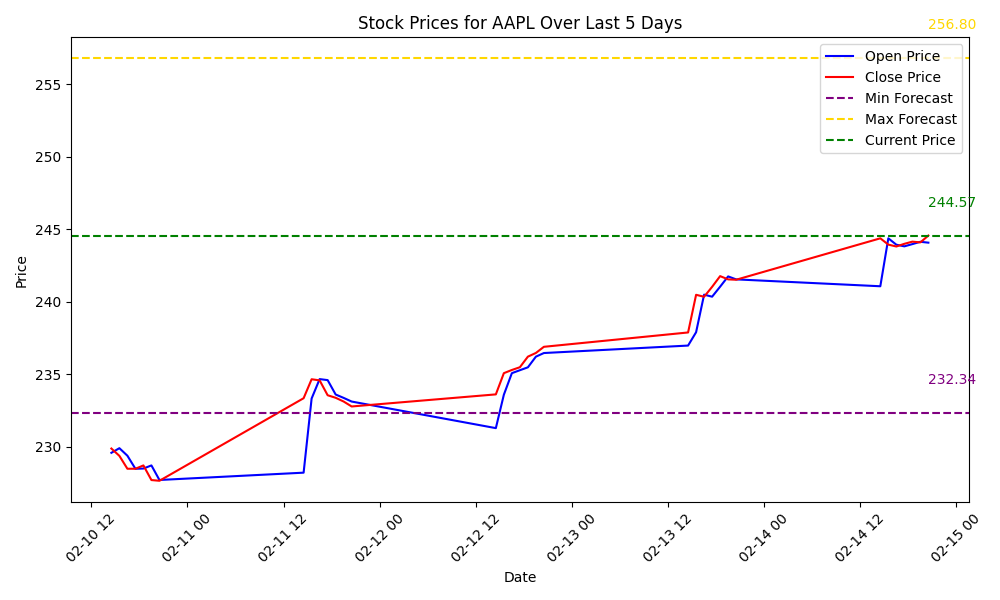 Stock Prices for AAPL Over Last 5 Days
256.80
Open Price
Close Price
Min Forecast
Max Forecast
Current Price
255
250
245
240
235
230
244.57
232.34
Price
02-10 12
02-11 00
02-11 12
02-12 00
02-12 12
02-13 00
02-13 12
02-14 00
02-14 12
02-15 00
Date